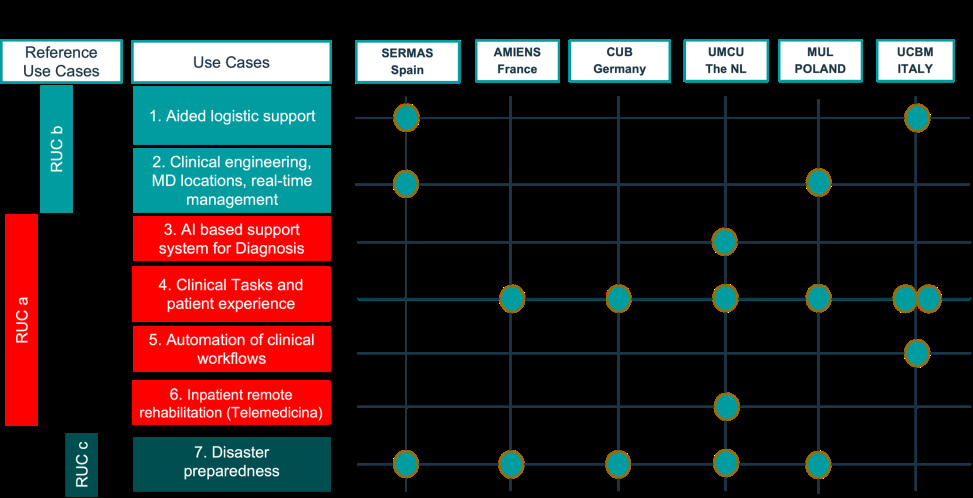 Reference
Use Cases
Use Cases
SERMAS
Spain
AMIENS
France
CUB
Germany
UMCU
The NL
MUL
POLAND
UCBM
ITALY
RUC b
1. Aided logistic support
2. Clinical engineering,
MD locations, real-time
management
RUC a
3. AI based support
system for Diagnosis
4. Clinical Tasks and
patient experience
5. Automation of clinical
workflows
6. Inpatient remote
rehabilitation (Telemedicina)
RUC c
7. Disaster
preparedness